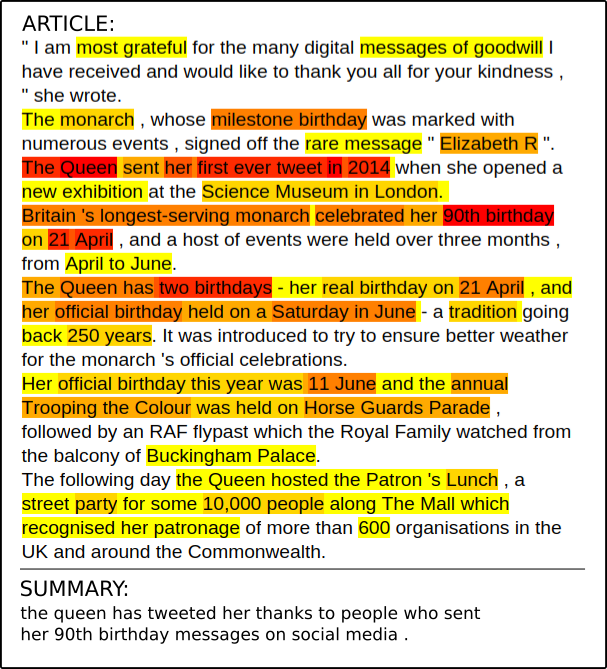 ARTICLE:
" I am most grateful for the many digital messages of goodwill I
have received and would like to thank you all for your kindness ,
" she wrote.
The monarch , whose milestone birthday was marked with
numerous events , signed off the rare message " Elizabeth R ".
The Queen sent her first ever tweet in 2014 when she opened a
new exhibition at the Science Museum in London.
Britain 's longest-serving monarch celebrated her 90th birthday
on 21 April , and a host of events were held over three months ,
from April to June.
The Queen has two birthdays - her real birthday on 21 April , and
her official birthday held on a Saturday in June - a tradition going
back 250 years. It was introduced to try to ensure better weather
for the monarch 's official celebrations.
Her official birthday this year was 11 June and the annual
Trooping the Colour was held on Horse Guards Parade ,
followed by an RAF flypast which the Royal Family watched from
the balcony of Buckingham Palace.
The following day the Queen hosted the Patron 's Lunch , a
street party for some 10,000 people along The Mall which
recognised her patronage of more than 600 organisations in the
UK and around the Commonwealth.
SUMMARY:
the queen has tweeted her thanks to people who sent
her 90th birthday messages on social media .